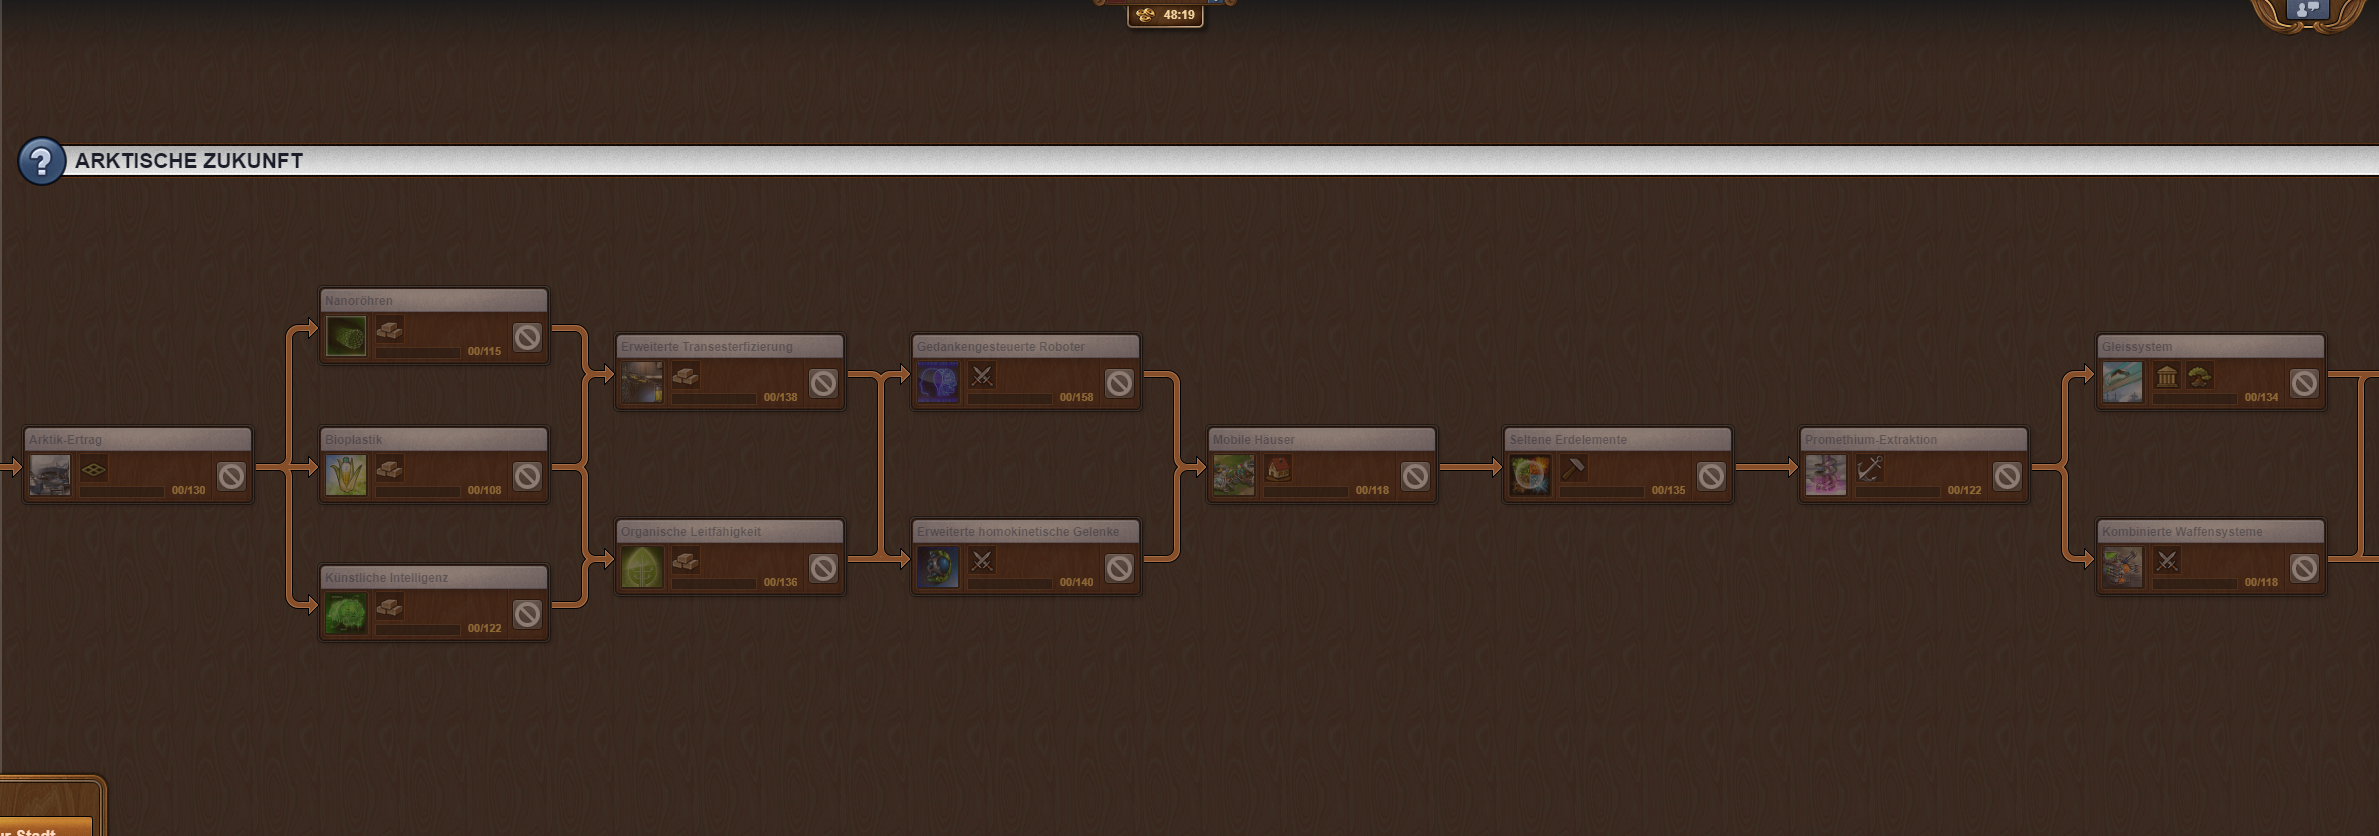 48:19
ARKTISCHE ZUKUNFT
Arktik-Ertrag
00/130
Nanoröhren
00/115
Bioplastik
00/108
Künstliche Intelligenz
00/122
Erweiterte Transesterfizierung
00/138
Organische Leitfähigkeit
00/136
Gedankengesteuerte Roboter
00/158
Erweiterte homokinetische Gelenke
00/140
Mobile Häuser
00/118
Seltene Erdelemente
00/135
Promethium-Extraktion
00/122
Gleissystem
00/134
Kombinierte Waffensysteme
00/118
ur Stadt